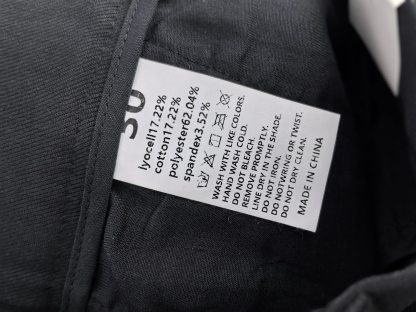 30
lyocell17.22%
cotton17.22%
polyester62.04%
spandex3.52%
WASH WITH LIKE COLORS.
HAND WASH COLD.
DO NOT BLEACH.
REMOVE PROMPTLY.
LINE DRY IN THE SHADE.
DO NOT IRON.
DO NOTWRING OR TWIST.
DO NOT DRY CLEAN.
MADE IN CHINA